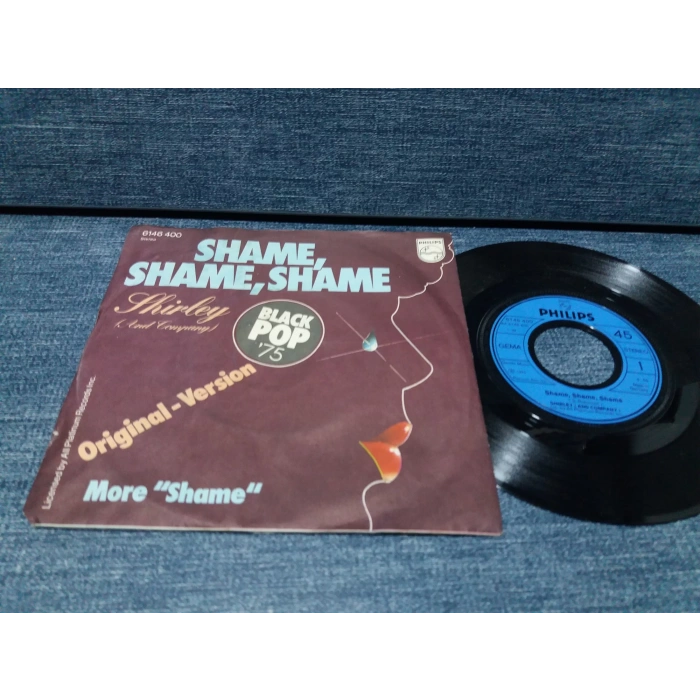 6146 400
Stereo
SHAME,
SHAME, SHAME
PHILIPS
Shirley
(And Company)
BLACK
POP
'75
Original-Version
More "Shame"
Licensed by All Platinum Records Inc.
PHILIPS
45
GEMA
STEREO
1
Shame, Shame, Shame
SHIRLEY (AND COMPANY)